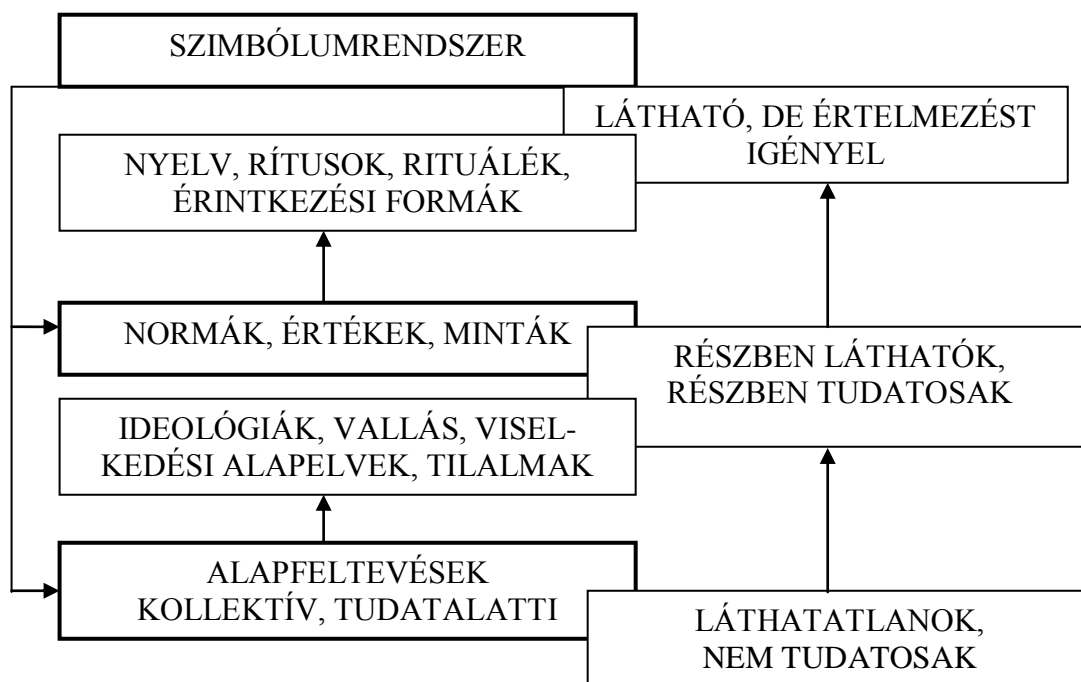 SZIMBÓLUMRENDSZER
LÁTHATÓ, DE ÉRTELMEZÉST
IGÉNYEL
NYELV, RÍTUSOK, RITUÁLÉK,
ÉRINTKEZÉSI FORMÁK
NORMÁK, ÉRTÉKEK, MINTÁK
RÉSZBEN LÁTHATÓK,
RÉSZBEN TUDATOSAK
IDEOLÓGIÁK, VALLÁS, VISEL-
KEDÉSI ALAPELVEK, TILALMAK
ALAPFELTEVÉSEK
KOLLEKTÍV, TUDATALATTI
LÁTHATATLANOK,
NEM TUDATOSAK